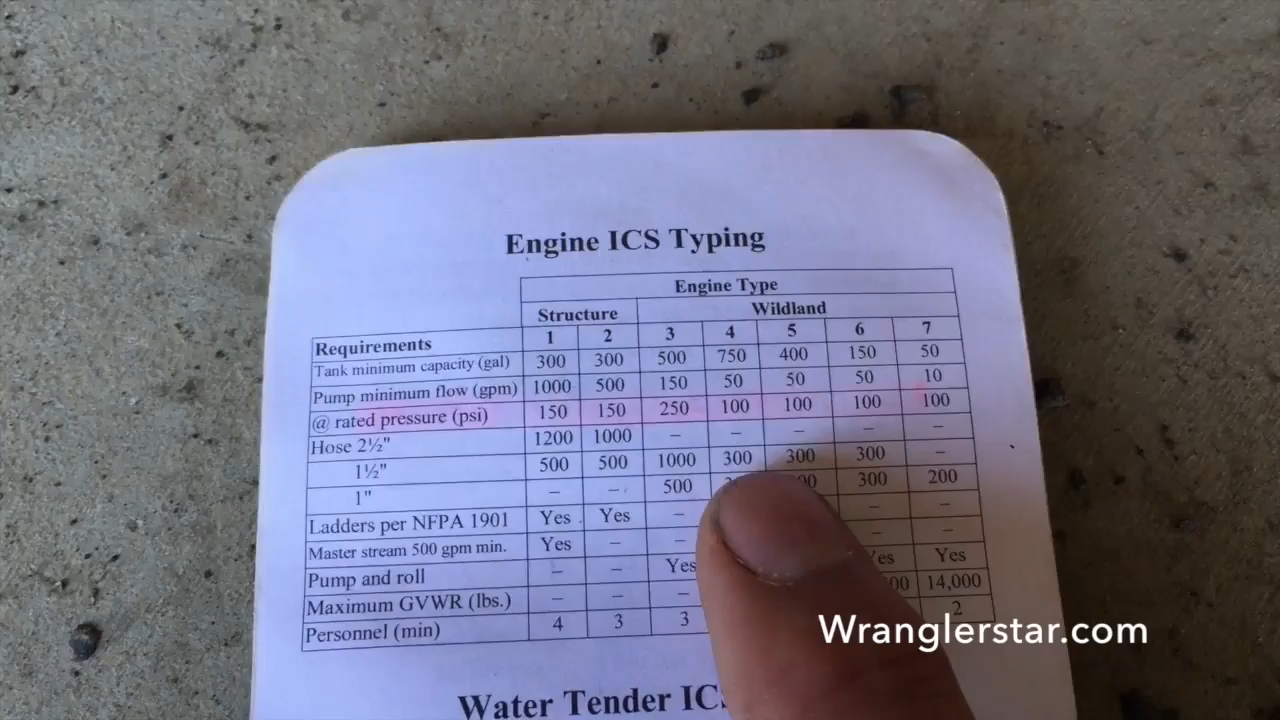 Engine ICS Typing
Engine Type
Structure Wildland
Requirements 1 2 3 4 5 6 7
Tank minimum capacity (gal) 300 300 500 750 400 150 50
Pump minimum flow (gpm) 1000 500 150 50 50 50 10
@ rated pressure (psi) 150 150 250 100 100 100 100
Hose 2½" 1200 1000 – – – – –
1½" 500 500 1000 300 300 300 –
1" – – 500 300 200
Ladders per NFPA 1901 Yes Yes – – –
Master stream 500 gpm min. Yes – – – –
Pump and roll – – Yes Yes Yes
Maximum GVWR (lbs.) – – – 14,000
Personnel (min) 4 3 3 2
Water Tender
Wranglerstar.com